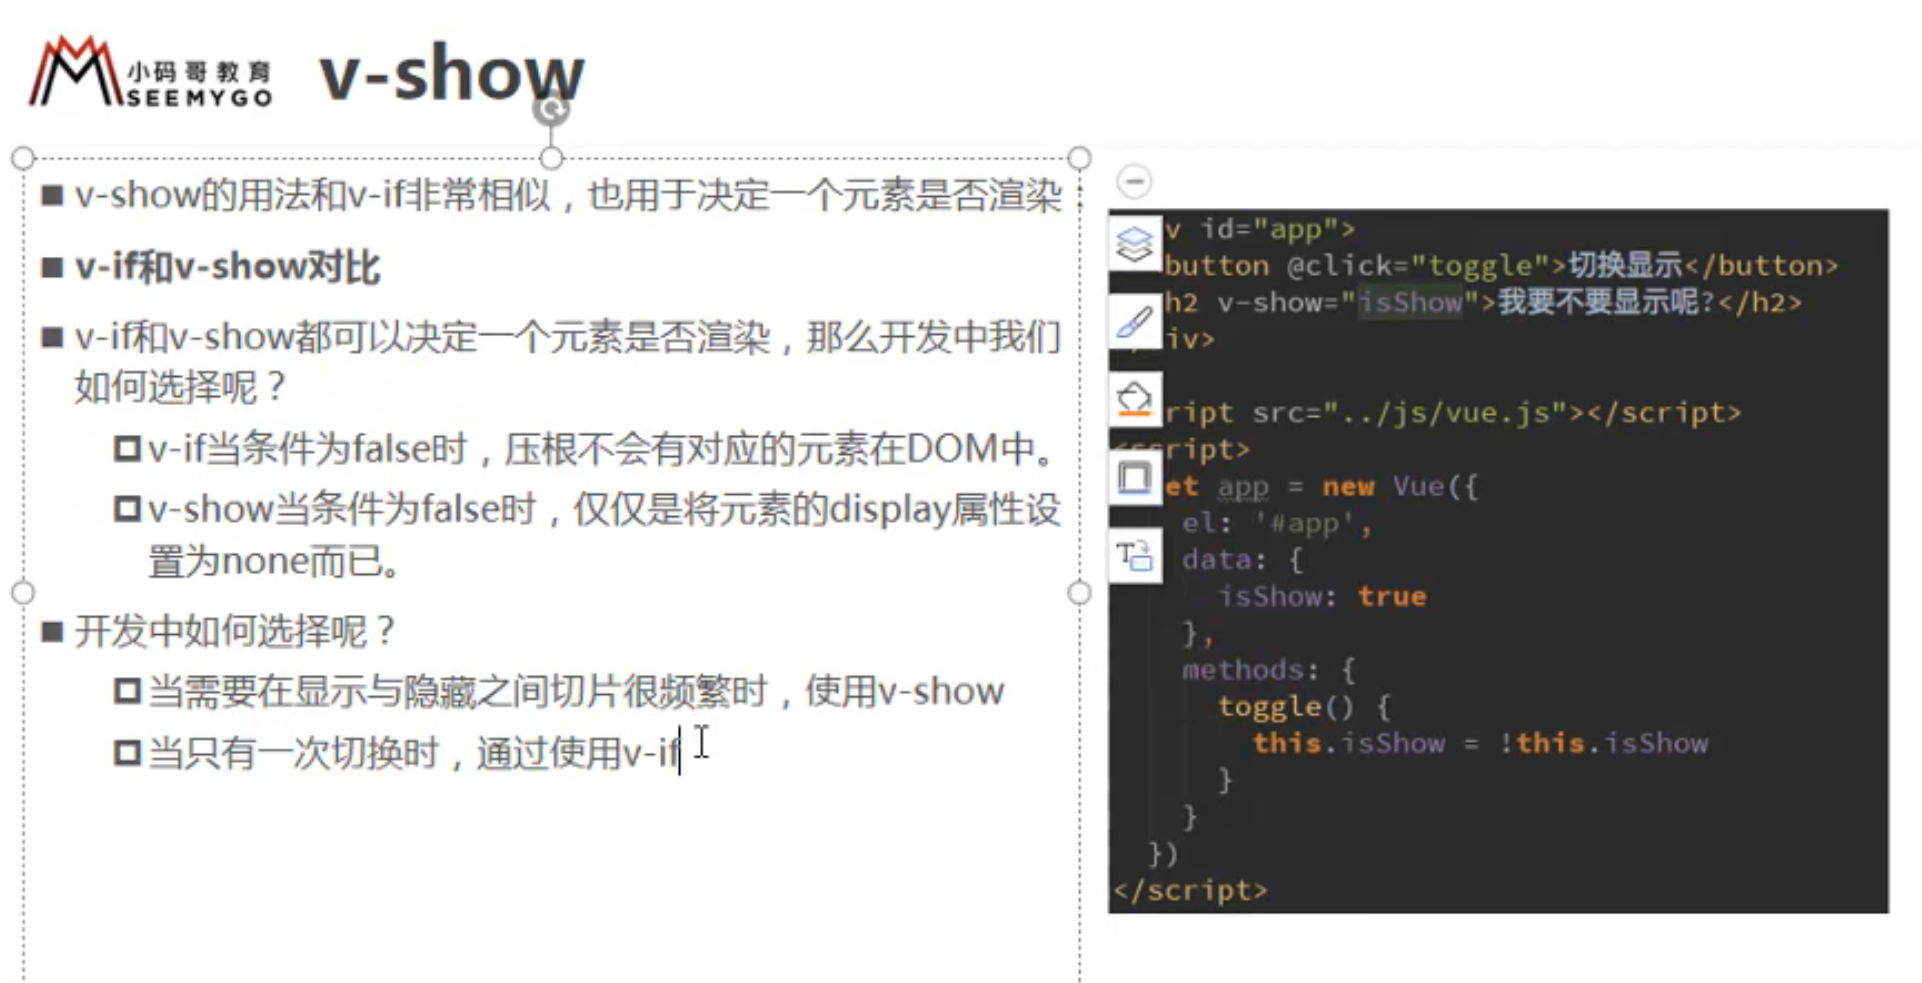 小码哥教育
SEEMYGO
v-show
v-show的用法和v-if非常相似，也用于决定一个元素是否渲染：
v-if和v-show对比
v-if和v-show都可以决定一个元素是否渲染，那么开发中我们
如何选择呢？
v-if当条件为false时，压根不会有对应的元素在DOM中。
v-show当条件为false时，仅仅是将元素的display属性设
置为none而已。
开发中如何选择呢？
当需要在显示与隐藏之间切片很频繁时，使用v-show
当只有一次切换时，通过使用v-if
v id="app">
button @click="toggle">切换显示</button>
h2 v-show="isShow">我要不要显示呢?</h2>
iv>
ript src="../js/vue.js"></script>
<script>
et app = new Vue({
el: '#app',
data: {
isShow: true
},
methods: {
toggle() {
this.isShow = !this.isShow
}
}
})
</script>